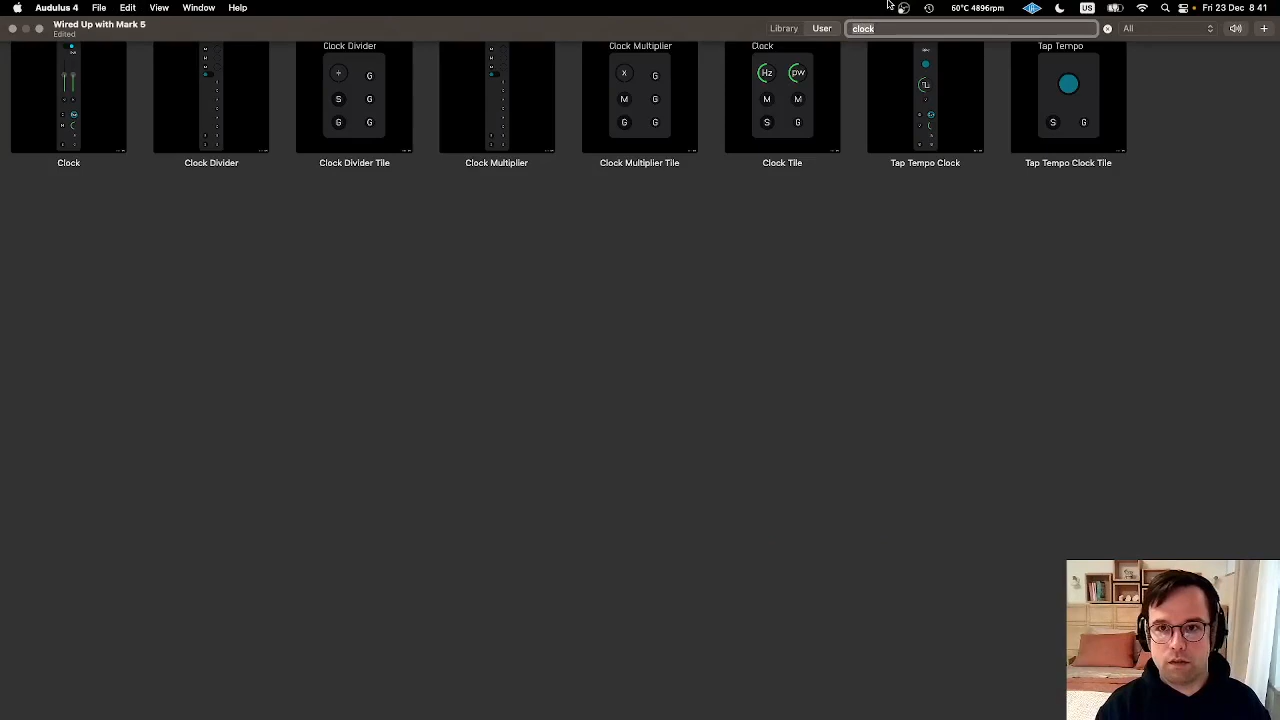 Audulus 4 File Edit View Window Help 60°C 4896rpm US Fri 23 Dec 8 41
Wired Up with Mark 5
Edited
Library User clock All
Clock Divider Clock Multiplier Clock Tap Tempo
÷ G X G Hz pw
S G M G M M
G G G G S G S G
Clock Clock Divider Clock Divider Tile Clock Multiplier Clock Multiplier Tile Clock Tile Tap Tempo Clock Tap Tempo Clock Tile